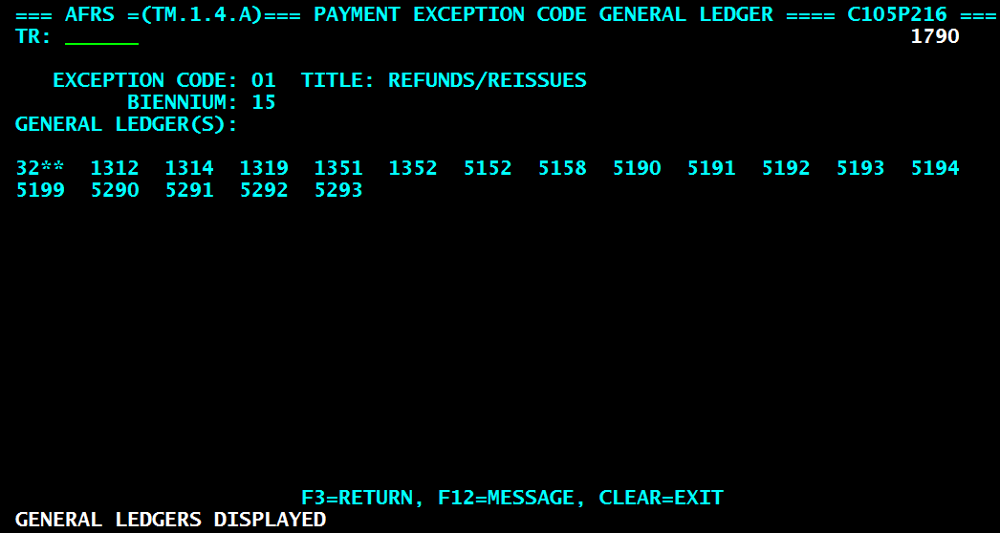 === AFRS =(TM.1.4.A)=== PAYMENT EXCEPTION CODE GENERAL LEDGER ==== C105P216 ===
TR: ______ 1790
EXCEPTION CODE: 01 TITLE: REFUNDS/REISSUES
BIENNIUM: 15
GENERAL LEDGER(S):
32** 1312 1314 1319 1351 1352 5152 5158 5190 5191 5192 5193 5194
5199 5290 5291 5292 5293
F3=RETURN, F12=MESSAGE, CLEAR=EXIT
GENERAL LEDGERS DISPLAYED